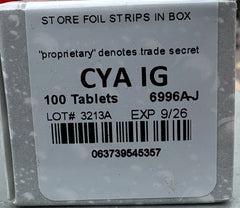 STORE FOIL STRIPS IN BOX
"proprietary" denotes trade secret
CYA IG
100 Tablets 6996A-J
LOT# 3213A EXP 9/26
063739545357